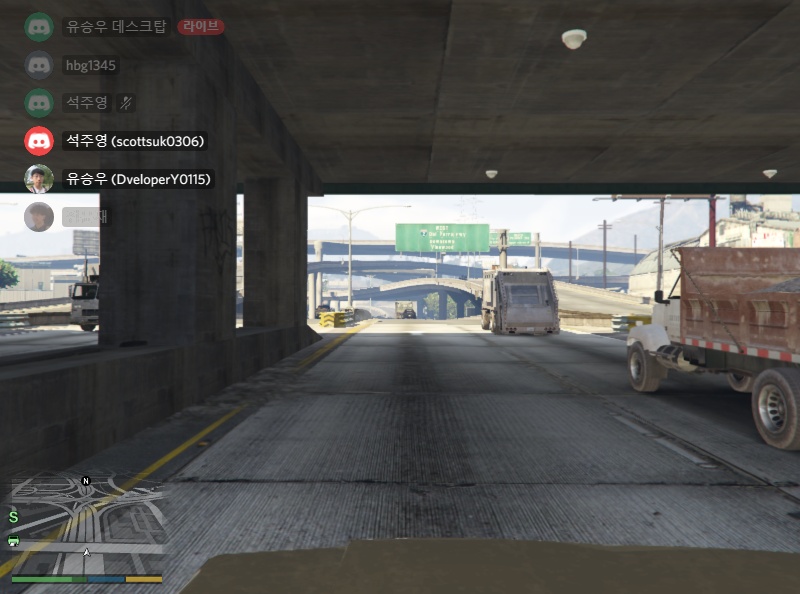 유승우 데스크탑 라이브
hbg1345
석주영
석주영 (scottsuk0306)
유승우 (DveloperY0115)
N
S